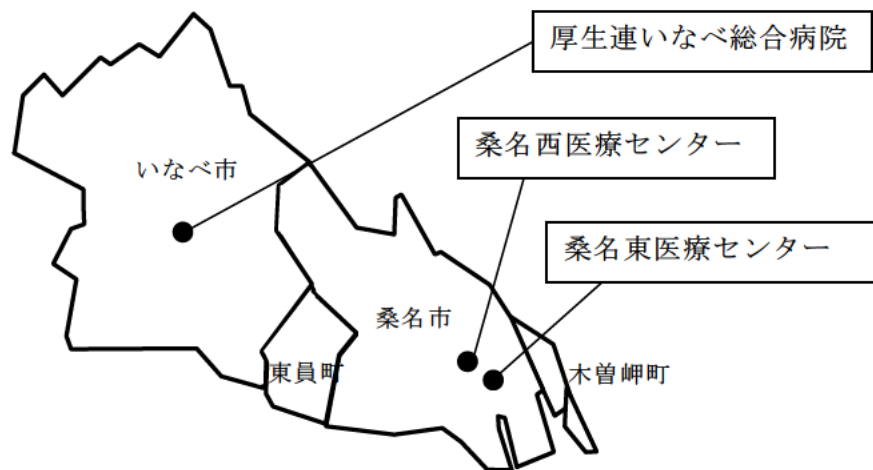 厚生連いなべ総合病院
桑名西医療センター
いなべ市
桑名東医療センター
桑名市
東員町
木曽岬町